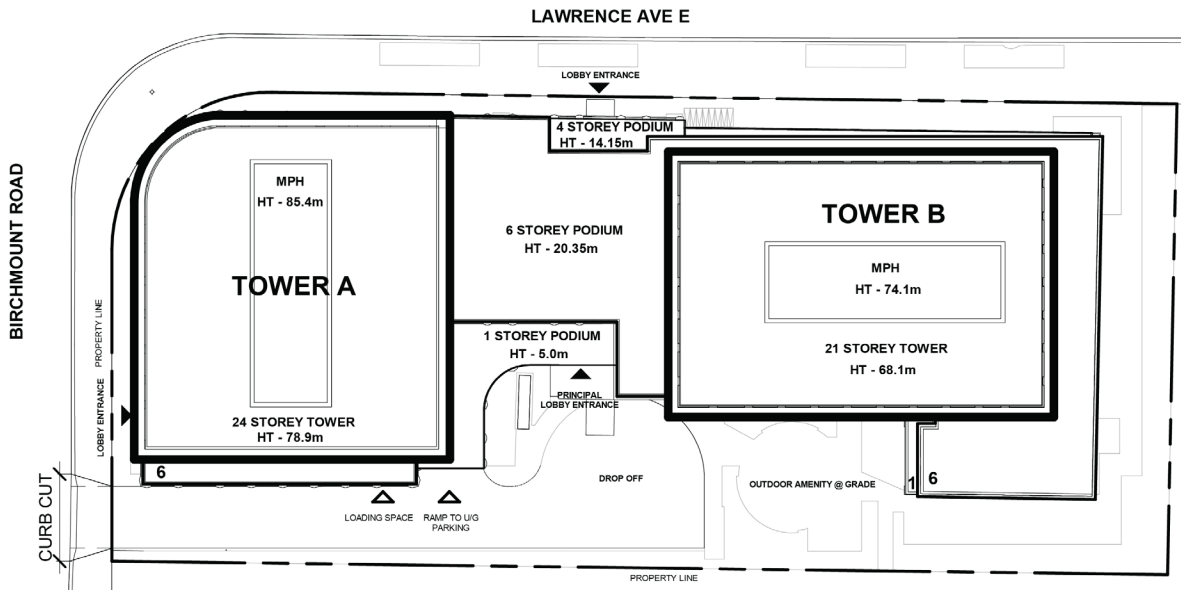 LAWRENCE AVE E
LOBBY ENTRANCE
4 STOREY PODIUM
HT - 14.15m
MPH
HT - 85.4m
TOWER A
24 STOREY TOWER
HT - 78.9m
6 STOREY PODIUM
HT - 20.35m
TOWER B
MPH
HT - 74.1m
21 STOREY TOWER
HT - 68.1m
1 STOREY PODIUM
HT - 5.0m
PRINCIPAL
LOBBY ENTRANCE
BIRCHMOUNT ROAD
PROPERTY LINE
LOBBY ENTRANCE
CURB CUT
6
LOADING SPACE
RAMP TO U/G
PARKING
DROP OFF
OUTDOOR AMENITY @ GRADE
1
6
PROPERTY LINE